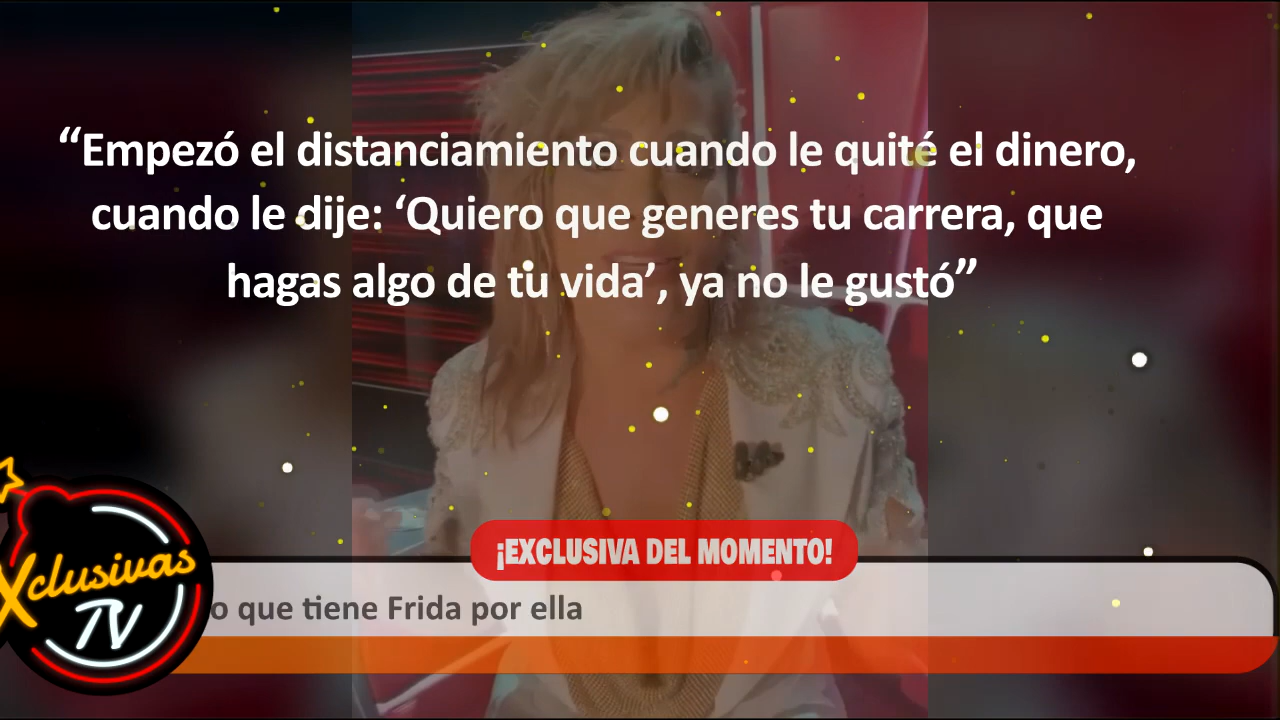 “Empezó el distanciamiento cuando le quité el dinero,
cuando le dije: ‘Quiero que generes tu carrera, que
hagas algo de tu vida’, ya no le gustó”
¡EXCLUSIVA DEL MOMENTO!
o que tiene Frida por ella
Xclusivas
TV